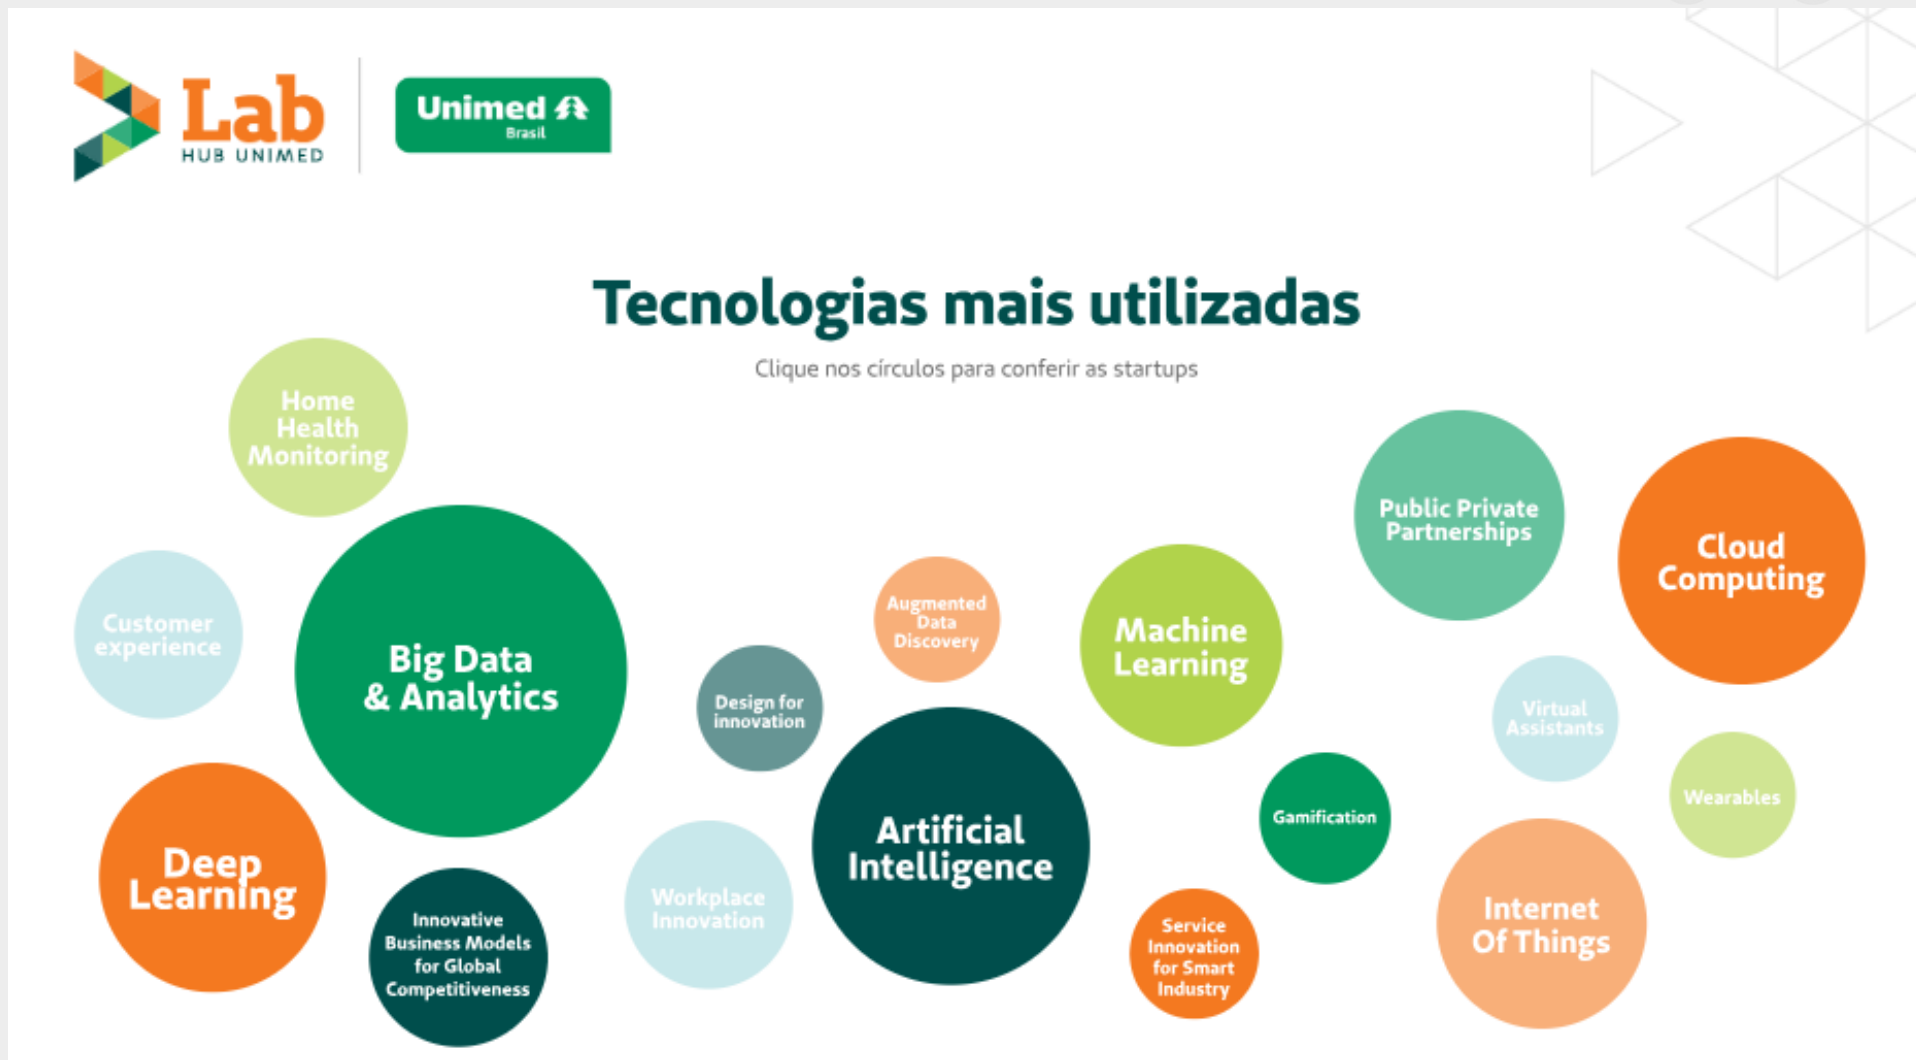 Lab
HUB UNIMED
Unimed
Brasil
Tecnologias mais utilizadas
Clique nos círculos para conferir as startups
Home
Health
Monitoring
Customer
experience
Big Data
& Analytics
Deep
Learning
Innovative
Business Models
for Global
Competitiveness
Design for
innovation
Workplace
Innovation
Augmented
Data
Discovery
Artificial
Intelligence
Machine
Learning
Gamification
Service
Innovation
for Smart
Industry
Public Private
Partnerships
Cloud
Computing
Virtual
Assistants
Wearables
Internet
Of Things